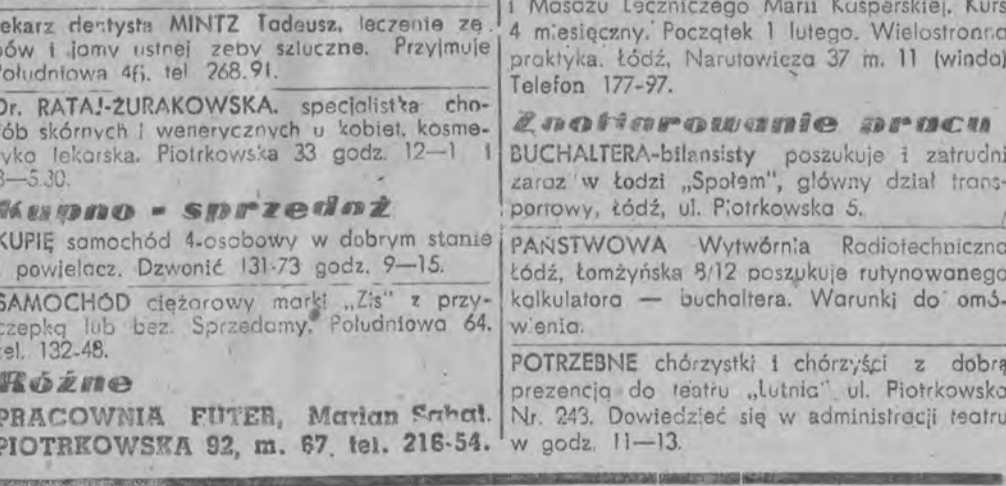 ekarz dentysta MINTZ Tadeusz, leczenie zę-
bów i jamy ustnej zęby sztuczne. Przyjmuje
Południowa tel 268.91.
Dr. RATAJ-ŻURAKOWSKA. specjalistka cho-
rób skórnych i wenerycznych u kobiet, kosme-
yka lekarska. Piotrkowska 33 godz. 12—1 i
3—5.30.
Kupno - sprzedaż
KUPIĘ samochód 4-osobowy w dobrym stanie
powielacz. Dzwonić 131-73 godz. 9—15.
SAMOCHÓD ciężarowy marki „Zis" z przy-
czepką lub bez. Sprzedamy. Południowa 64.
tel. 132-48.
Różne
PRACOWNIA FUTER, Marian
PIOTRKOWSKA 92, m. 67. tel. 216-54.
i Masażu Leczniczego Marii Kuśperskiej. Kurs
4 miesięczny. Początek 1 lutego. Wielostronna
praktyka. Łódź, Narutowicza 37 m. 11 (winda)
Telefon 177-97.
Zaofiarowanie pracy
BUCHALTERA-bilansisty poszukuje i zatrudni
zaraz w Łodzi „Społem", główny dział trans-
porrowy, Łódź, ul. Piotrkowska 5.
PAŃSTWOWA Wytwórnia Radiotechniczna
Łódź, Łomżyńska 8/12 poszukuje rutynowanego
kalkulatora — buchaltera. Warunki do omó-
wienia.
POTRZEBNE chórzystki i chórzyści z dobrą
prezencją do teatru „Lutnia" ul. Piotrkowska
Nr. 243. Dowiedzieć się w administracji teatru
w godz. 11—13.